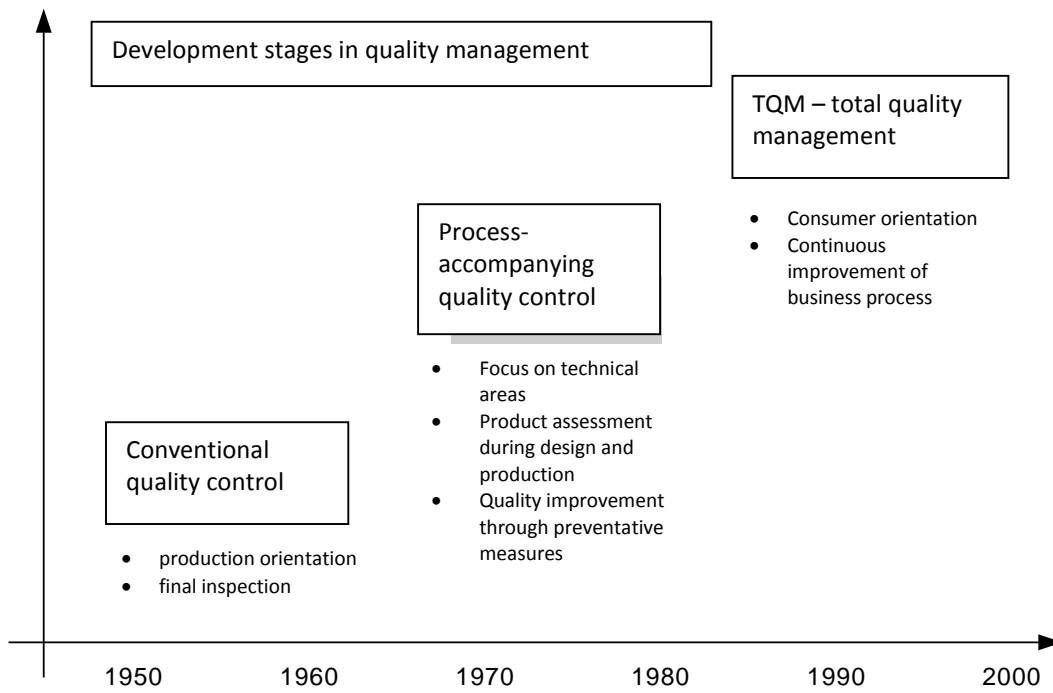 Development stages in quality management
TQM – total quality
management
• Consumer orientation
• Continuous
improvement of
business process
Process-
accompanying
quality control
• Focus on technical
areas
• Product assessment
during design and
production
• Quality improvement
through preventative
measures
Conventional
quality control
• production orientation
• final inspection
1950 1960 1970 1980 1990 2000